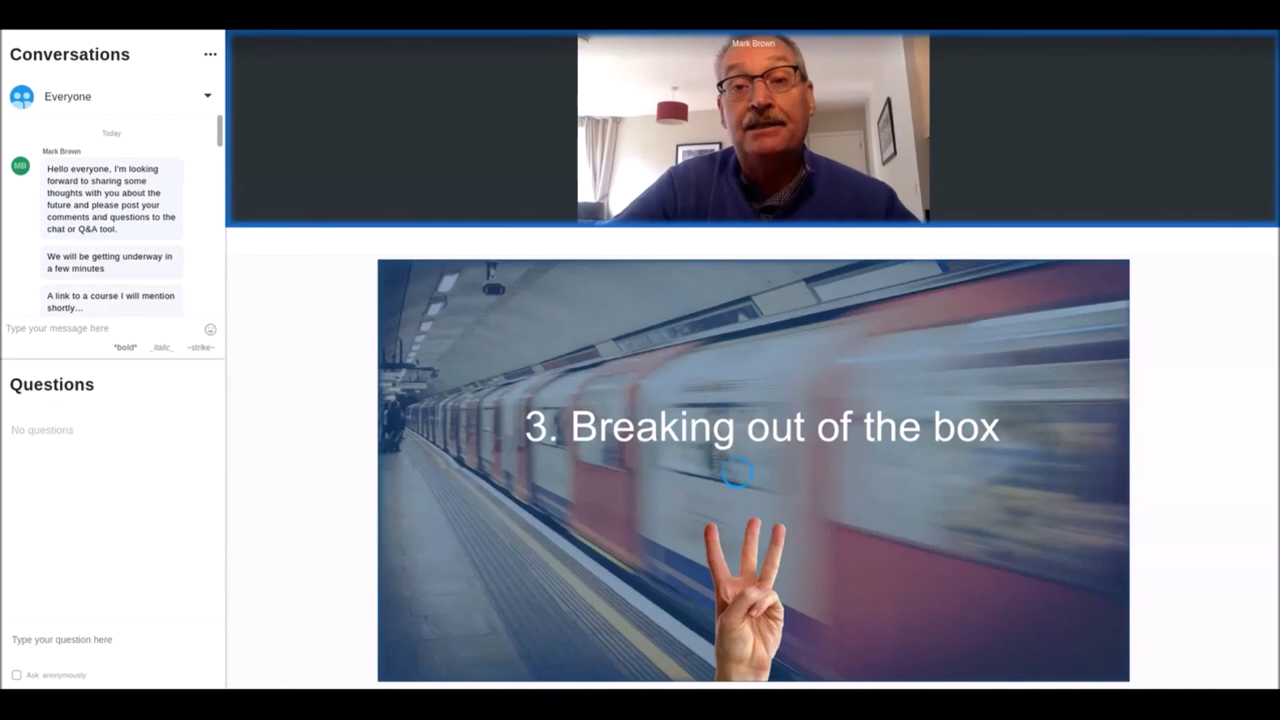 Conversations
Everyone
Today
Mark Brown
MB
Hello everyone, I'm looking
forward to sharing some
thoughts with you about the
future and please post your
comments and questions to the
chat or Q&A tool.
We will be getting underway in
a few minutes
A link to a course I will mention
shortly...
Type your message here
*bold* _italic_ ~strike~
Questions
No questions
Type your question here
Ask anonymously
Mark Brown
3. Breaking out of the box